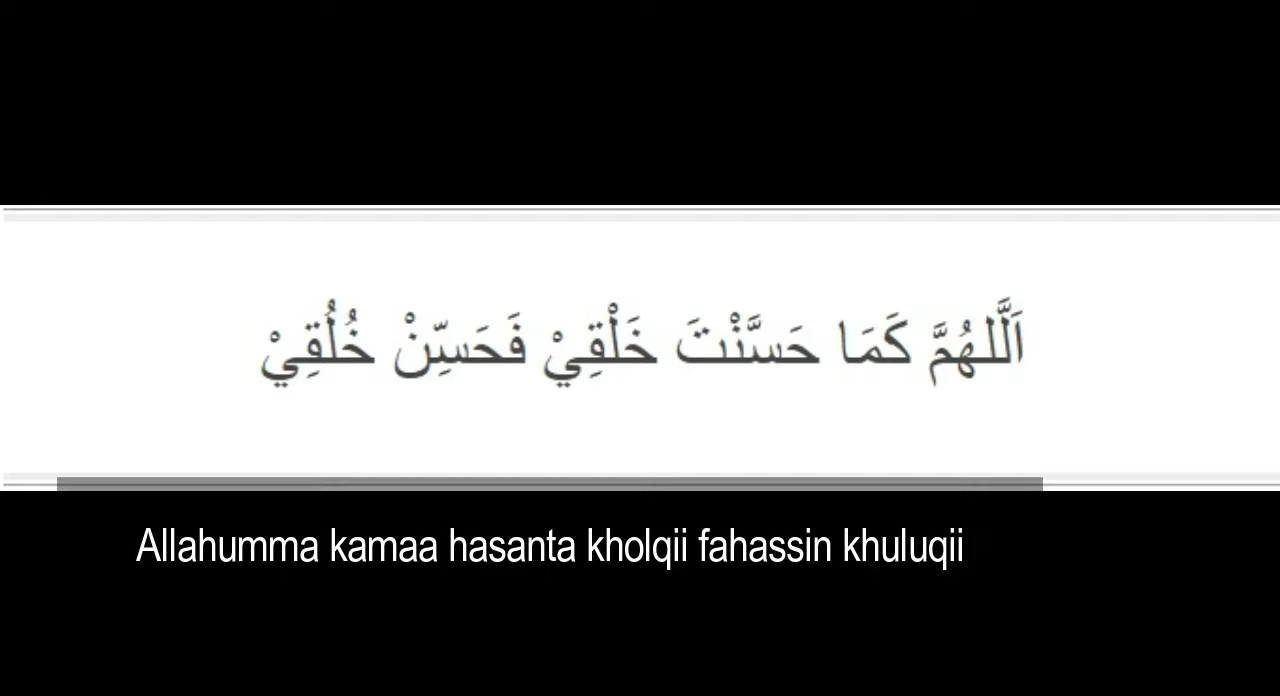 اَللَّهُمَّ كَمَا حَسَّنْتَ خَلْقِيْ فَحَسِّنْ خُلُقِيْ
Allahumma kamaa hasanta kholqii fahassin khuluqii